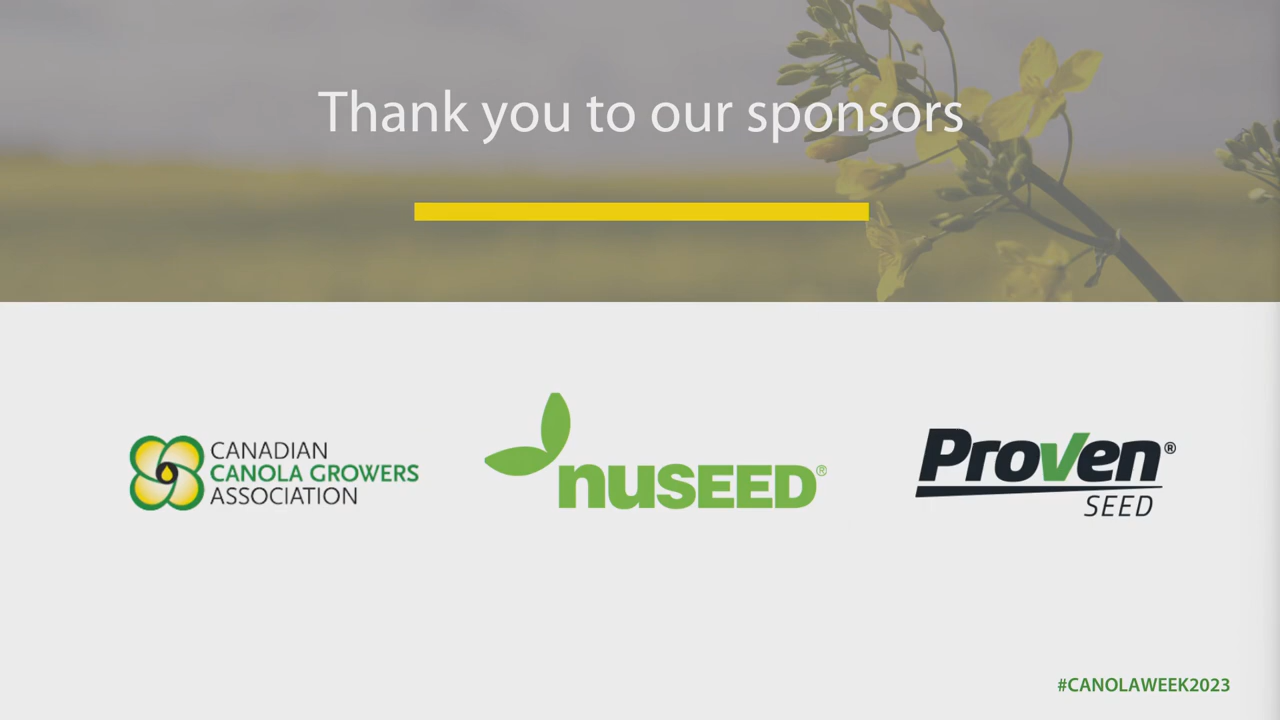 Thank you to our sponsors
CANADIAN
CANOLA GROWERS
ASSOCIATION
nuseed®
Proven®
SEED
#CANOLAWEEK2023